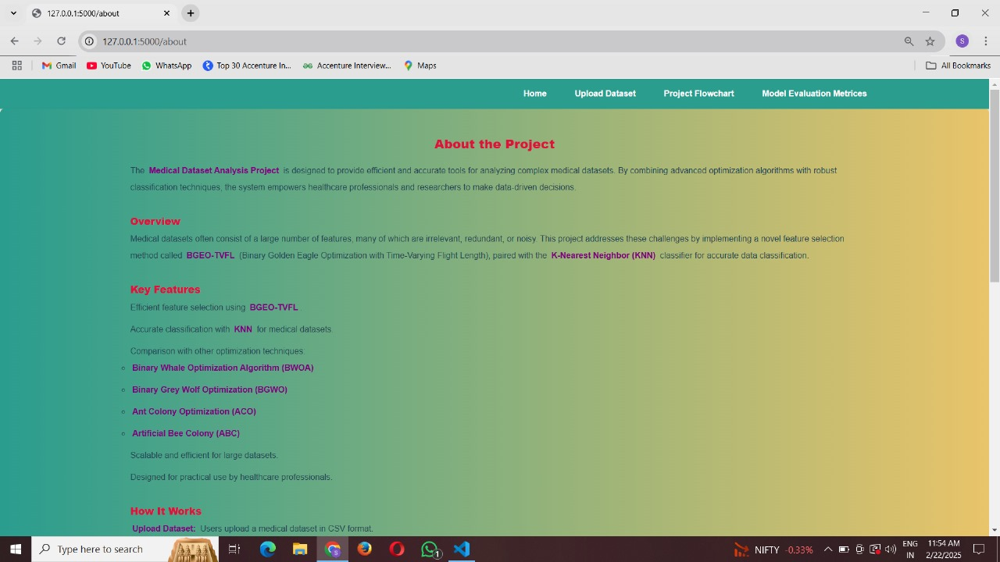 127.0.0.1:5000/about
127.0.0.1:5000/about
Gmail YouTube WhatsApp Top 30 Accenture In... Accenture Interview... Maps All Bookmarks
Home Upload Dataset Project Flowchart Model Evaluation Metrices
About the Project
The Medical Dataset Analysis Project is designed to provide efficient and accurate tools for analyzing complex medical datasets. By combining advanced optimization algorithms with robust
classification techniques, the system empowers healthcare professionals and researchers to make data-driven decisions.
Overview
Medical datasets often consist of a large number of features, many of which are irrelevant, redundant, or noisy. This project addresses these challenges by implementing a novel feature selection
method called BGEO-TVFL (Binary Golden Eagle Optimization with Time-Varying Flight Length), paired with the K-Nearest Neighbor (KNN) classifier for accurate data classification.
Key Features
Efficient feature selection using BGEO-TVFL.
Accurate classification with KNN for medical datasets.
Comparison with other optimization techniques:
Binary Whale Optimization Algorithm (BWOA)
Binary Grey Wolf Optimization (BGWO)
Ant Colony Optimization (ACO)
Artificial Bee Colony (ABC)
Scalable and efficient for large datasets.
Designed for practical use by healthcare professionals.
How It Works
Upload Dataset: Users upload a medical dataset in CSV format.
Type here to search
1
NIFTY -0.33%
ENG
IN
11:54 AM
2/22/2025
S
S